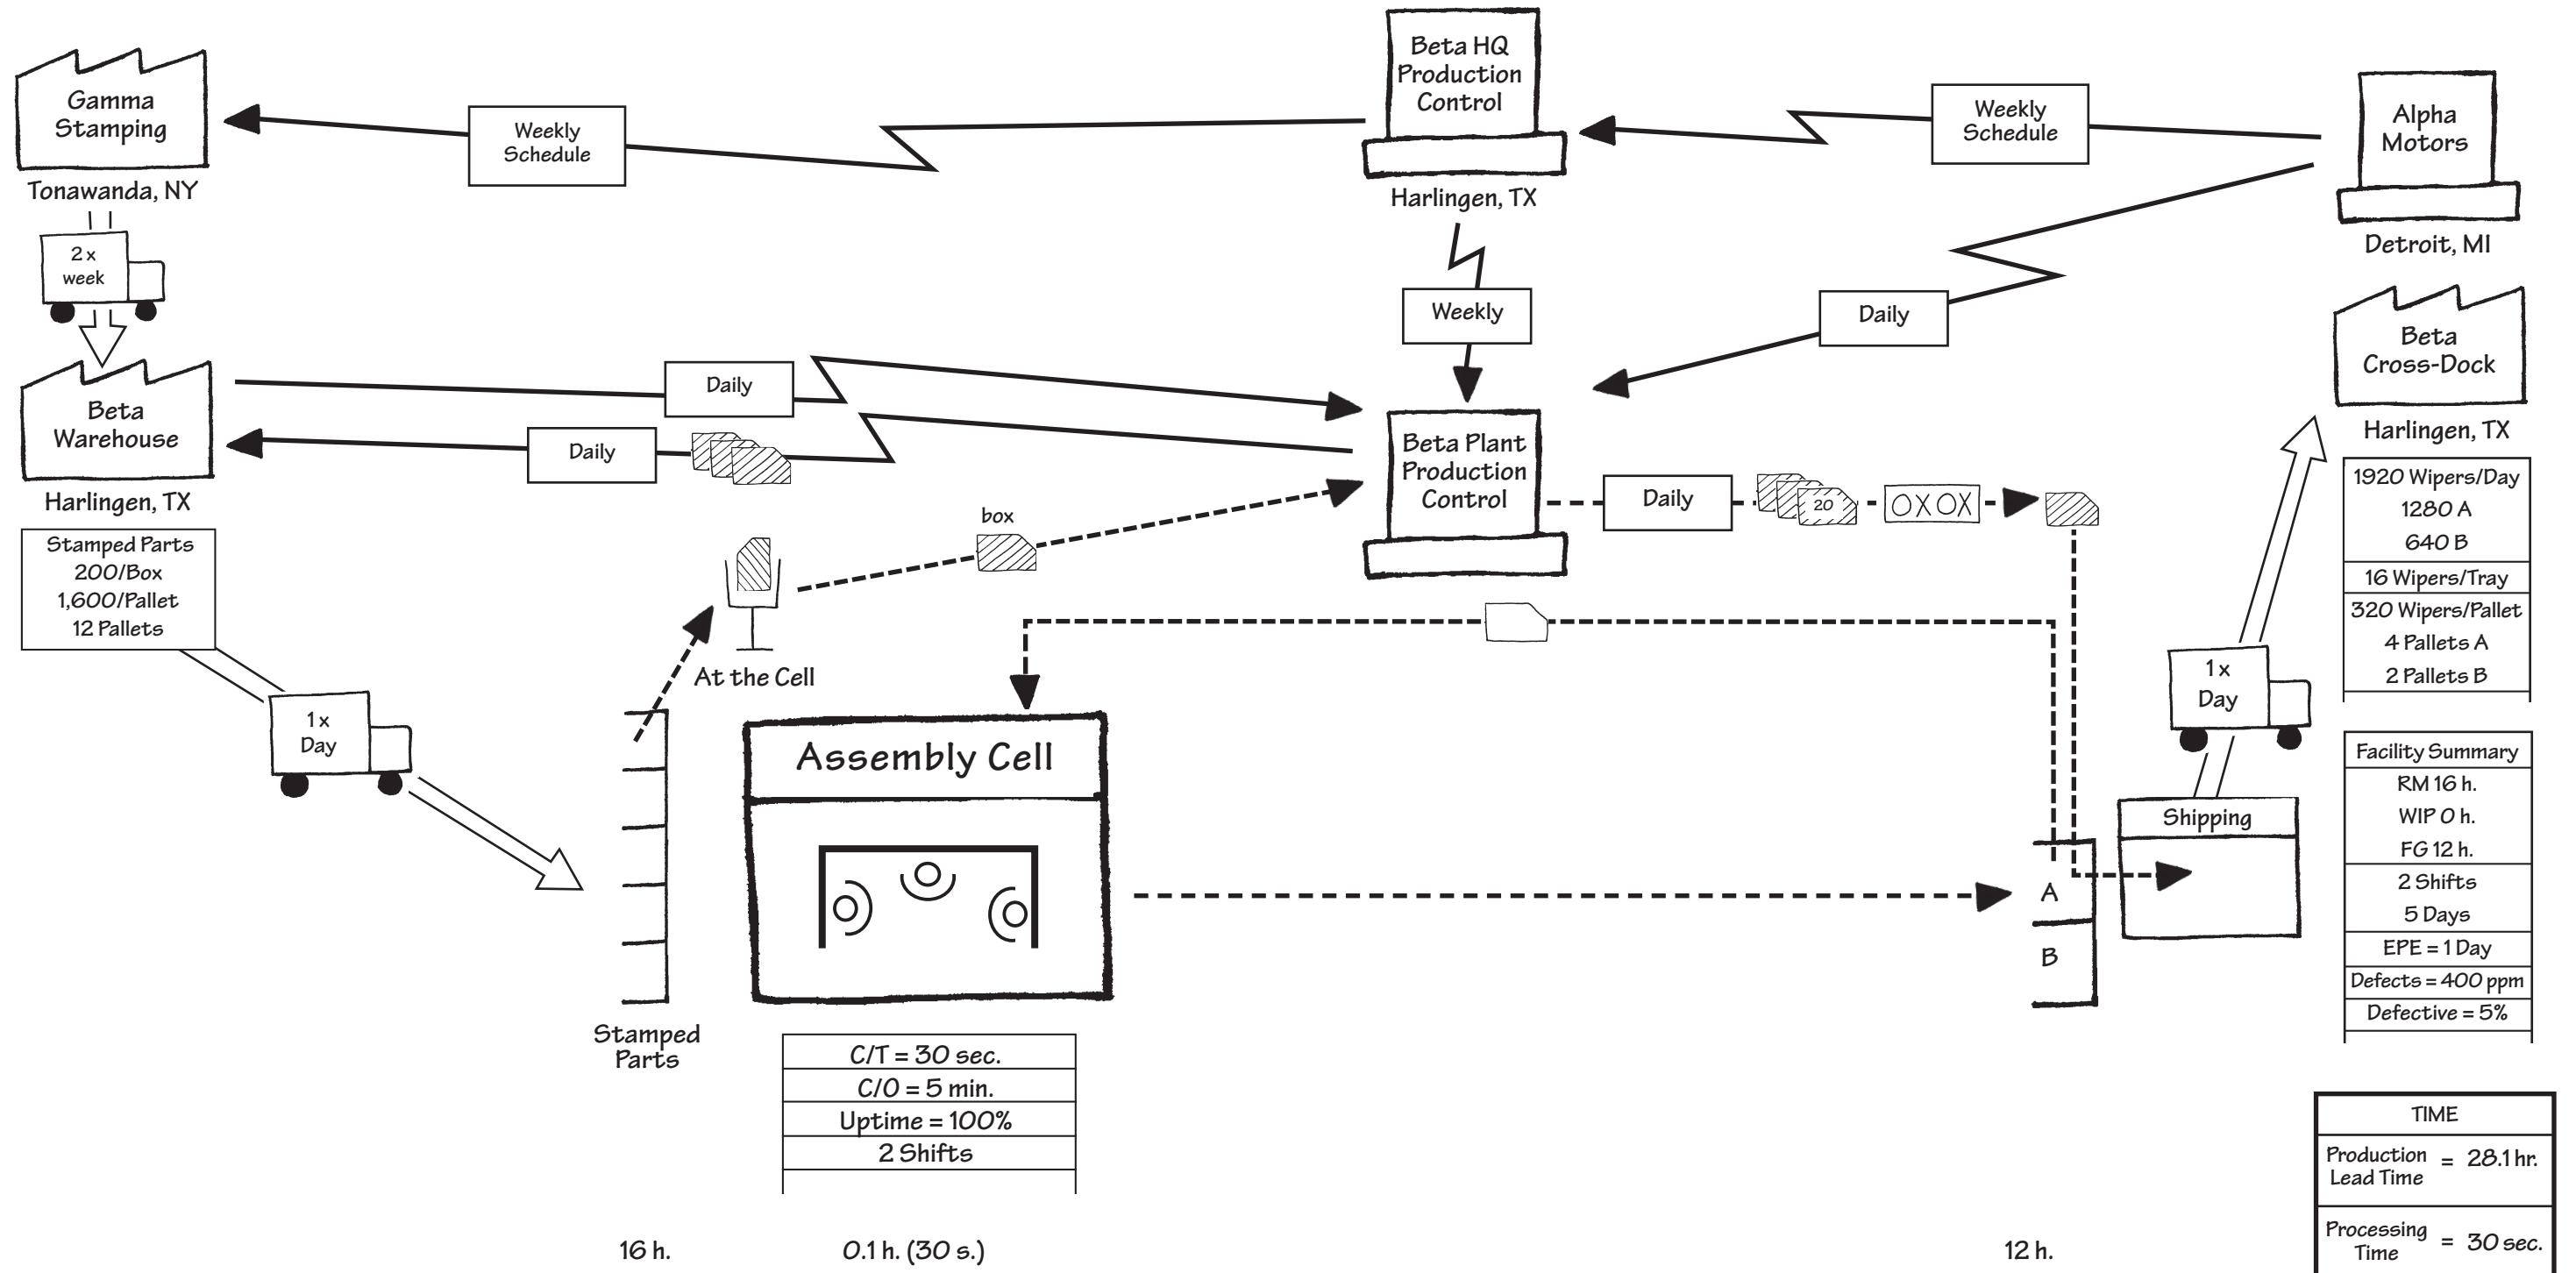 Gamma
Stamping
Tonawanda, NY
Weekly
Schedule
Beta HQ
Production
Control
Harlingen, TX
Weekly
Schedule
Alpha
Motors
Detroit, MI
2 x
week
Weekly
Daily
Beta
Cross-Dock
Harlingen, TX
Beta
Warehouse
Harlingen, TX
Daily
Daily
Beta Plant
Production
Control
Daily
20
OXOX
box
At the Cell
Stamped Parts
200/Box
1,600/Pallet
12 Pallets
1 x
Day
1920 Wipers/Day
1280 A
640 B
16 Wipers/Tray
320 Wipers/Pallet
4 Pallets A
2 Pallets B
1 x
Day
Assembly Cell
Shipping
A
B
Facility Summary
RM 16 h.
WIP 0 h.
FG 12 h.
2 Shifts
5 Days
EPE = 1 Day
Defects = 400 ppm
Defective = 5%
Stamped
Parts
C/T = 30 sec.
C/O = 5 min.
Uptime = 100%
2 Shifts
TIME
Production
Lead Time = 28.1 hr.
Processing
Time = 30 sec.
16 h.
0.1 h. (30 s.)
12 h.